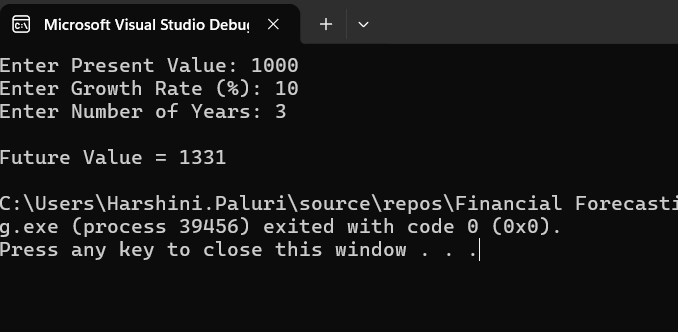 Microsoft Visual Studio Debu
Enter Present Value: 1000
Enter Growth Rate (%): 10
Enter Number of Years: 3
Future Value = 1331
C:\Users\Harshini.Paluri\source\repos\Financial Forecasti
g.exe (process 39456) exited with code 0 (0x0).
Press any key to close this window . . .